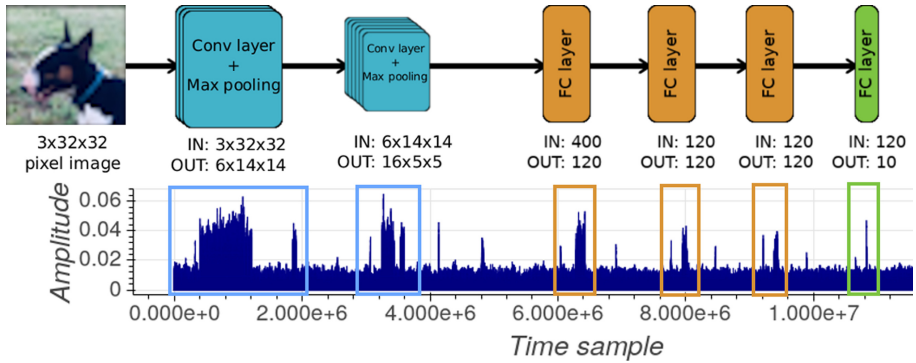 Conv layer
+
Max pooling
Conv layer
+
Max pooling
FC layer
FC layer
FC layer
FC layer
3x32x32
pixel image
IN: 3x32x32
OUT: 6x14x14
IN: 6x14x14
OUT: 16x5x5
IN: 400
OUT: 120
IN: 120
OUT: 120
IN: 120
OUT: 120
IN: 120
OUT: 10
Amplitude
0.06
0.04
0.02
0
0.000e+0
2.000e+6
4.000e+6
6.000e+6
8.000e+6
1.000e+7
Time sample